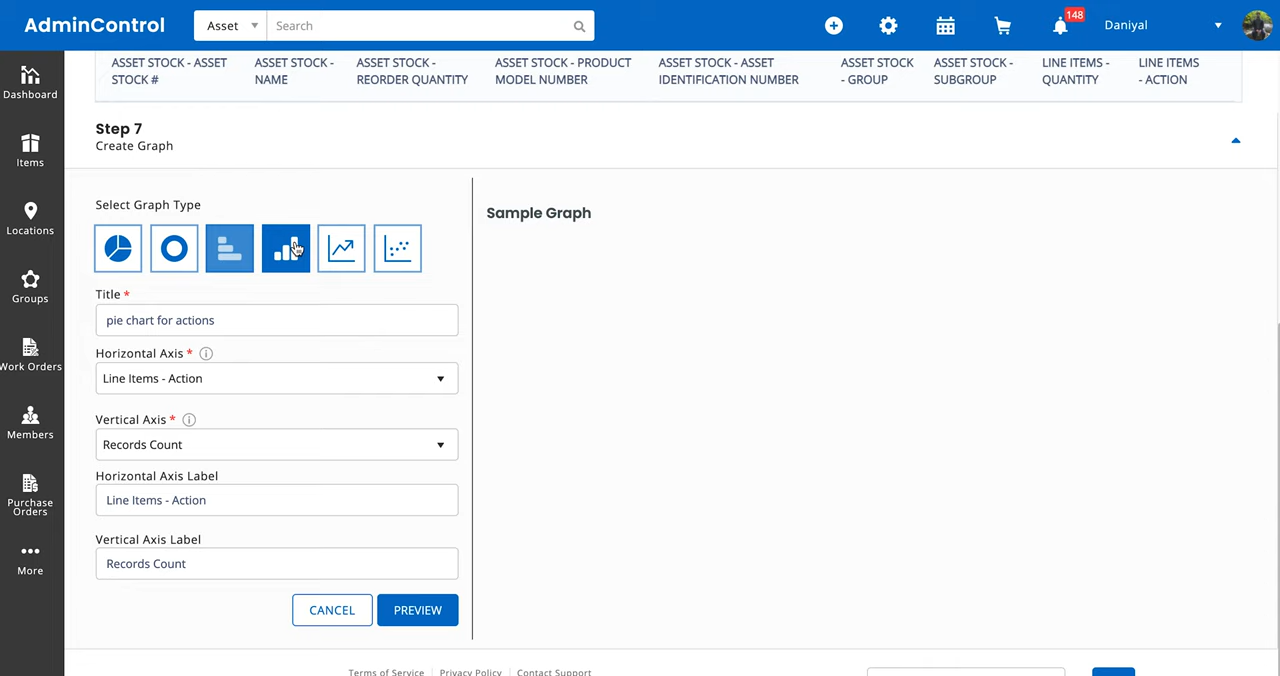 AdminControl
Asset
Search
148
Daniyal
Dashboard
Items
Locations
Groups
Work Orders
Members
Purchase
Orders
More
ASSET STOCK - ASSET
STOCK #
ASSET STOCK -
NAME
ASSET STOCK -
REORDER QUANTITY
ASSET STOCK - PRODUCT
MODEL NUMBER
ASSET STOCK - ASSET
IDENTIFICATION NUMBER
ASSET STOCK
- GROUP
ASSET STOCK -
SUBGROUP
LINE ITEMS -
QUANTITY
LINE ITEMS
- ACTION
Step 7
Create Graph
Select Graph Type
Title *
pie chart for actions
Horizontal Axis *
Line Items - Action
Vertical Axis *
Records Count
Horizontal Axis Label
Line Items - Action
Vertical Axis Label
Records Count
CANCEL
PREVIEW
Sample Graph
Terms of Service
Privacy Policy
Contact Support